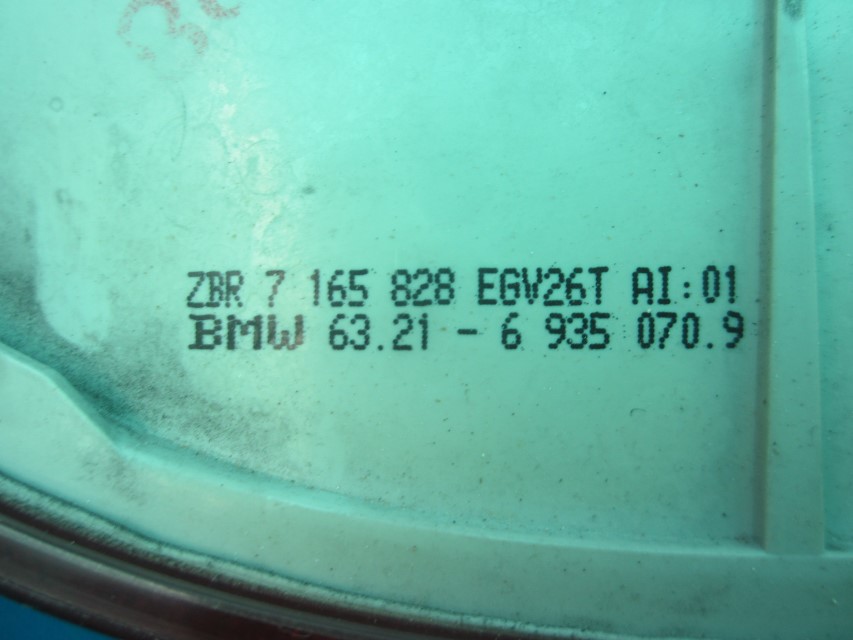 ZBR 7 165 828 EGV26T AI:01
BMW 63.21 - 6 935 070.9